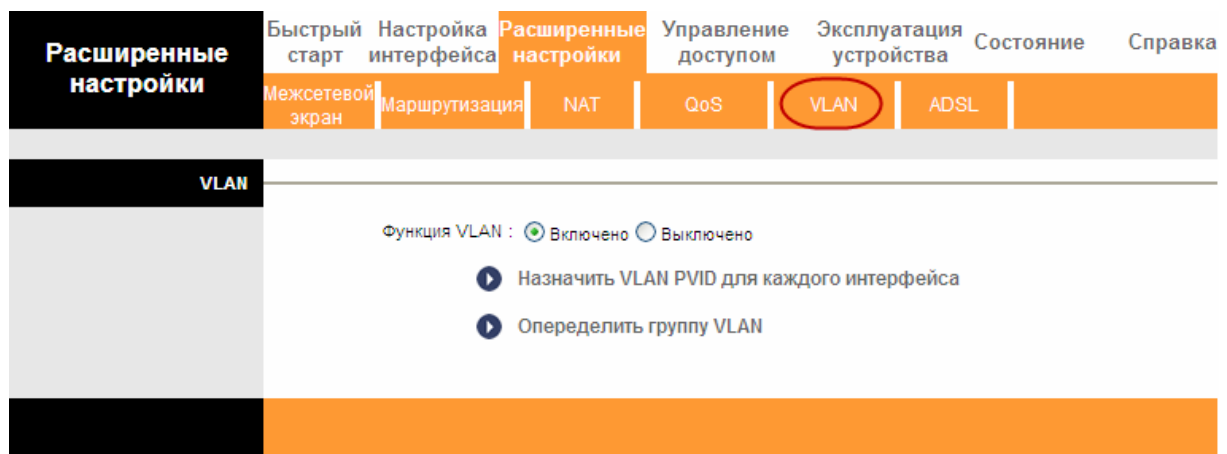 Расширенные настройки
Быстрый старт
Настройка интерфейса
Расширенные настройки
Управление доступом
Эксплуатация устройства
Состояние
Справка
Межсетевой экран
Маршрутизация
NAT
QoS
VLAN
ADSL
VLAN
Функция VLAN : Включено Выключено
Назначить VLAN PVID для каждого интерфейса
Опеределить группу VLAN